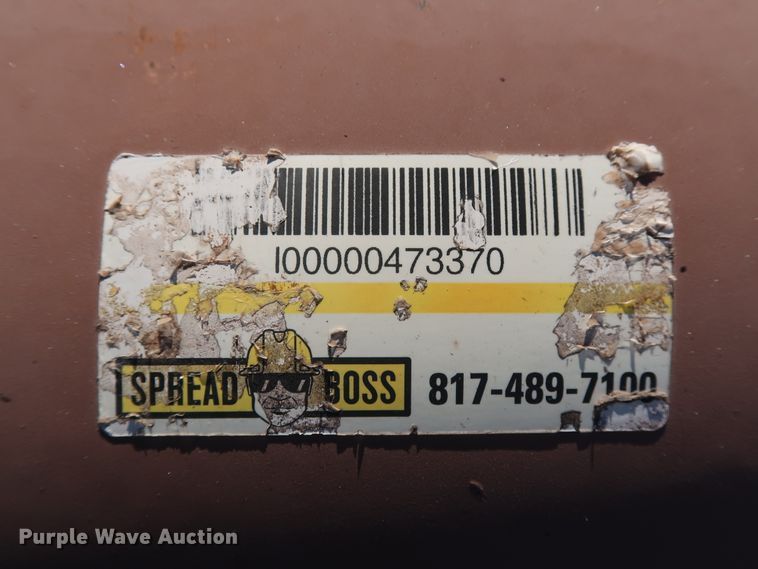 I00000473370
SPREAD BOSS 817-489-7100
Purple Wave Auction